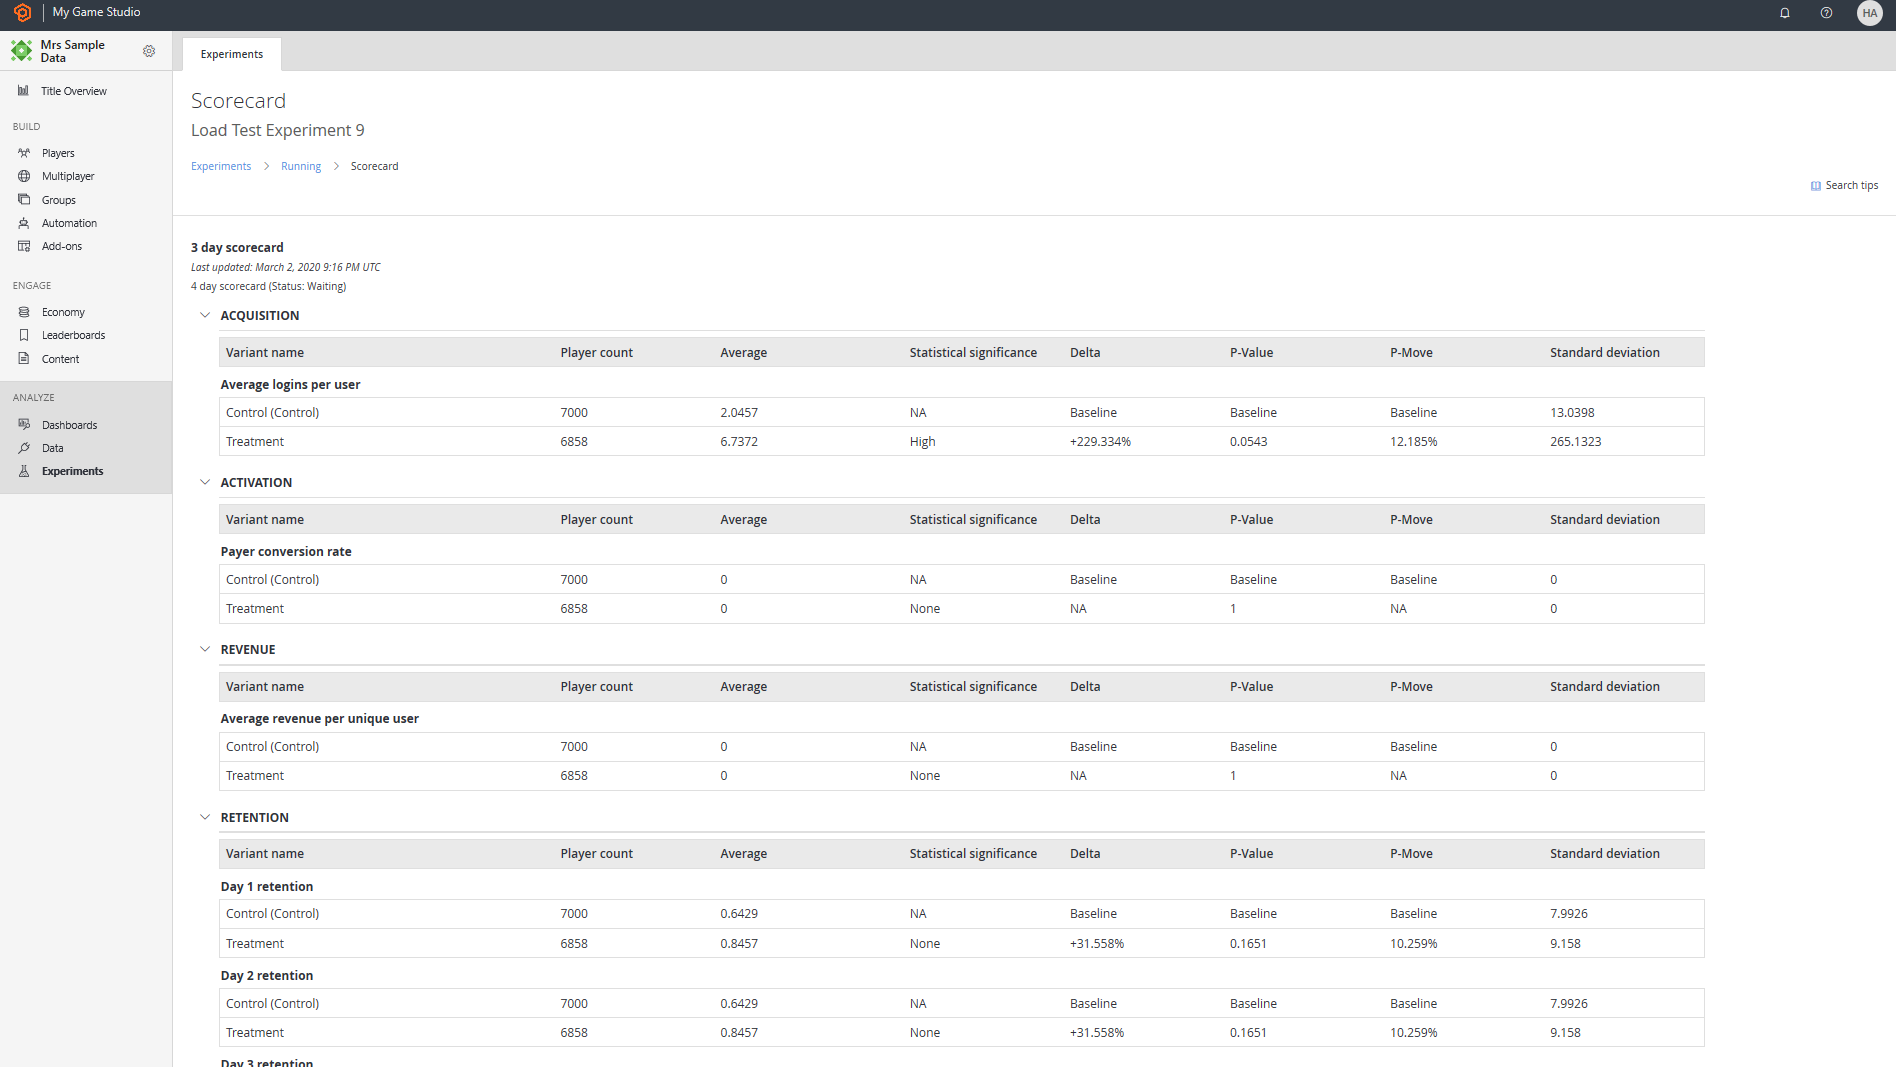 My Game Studio
HA
Mrs Sample
Data
Experiments
Title Overview
BUILD
Players
Multiplayer
Groups
Automation
Add-ons
ENGAGE
Economy
Leaderboards
Content
ANALYZE
Dashboards
Data
Experiments
Scorecard
Load Test Experiment 9
Experiments > Running > Scorecard
Search tips
3 day scorecard
Last updated: March 2, 2020 9:16 PM UTC
4 day scorecard (Status: Waiting)
ACQUISITION
Variant name Player count Average Statistical significance Delta P-Value P-Move Standard deviation
Average logins per user
Control (Control) 7000 2.0457 NA Baseline Baseline Baseline 13.0398
Treatment 6858 6.7372 High +229.334% 0.0543 12.185% 265.1323
ACTIVATION
Variant name Player count Average Statistical significance Delta P-Value P-Move Standard deviation
Payer conversion rate
Control (Control) 7000 0 NA Baseline Baseline Baseline 0
Treatment 6858 0 None NA 1 NA 0
REVENUE
Variant name Player count Average Statistical significance Delta P-Value P-Move Standard deviation
Average revenue per unique user
Control (Control) 7000 0 NA Baseline Baseline Baseline 0
Treatment 6858 0 None NA 1 NA 0
RETENTION
Variant name Player count Average Statistical significance Delta P-Value P-Move Standard deviation
Day 1 retention
Control (Control) 7000 0.6429 NA Baseline Baseline Baseline 7.9926
Treatment 6858 0.8457 None +31.558% 0.1651 10.259% 9.158
Day 2 retention
Control (Control) 7000 0.6429 NA Baseline Baseline Baseline 7.9926
Treatment 6858 0.8457 None +31.558% 0.1651 10.259% 9.158
Day 3 retention